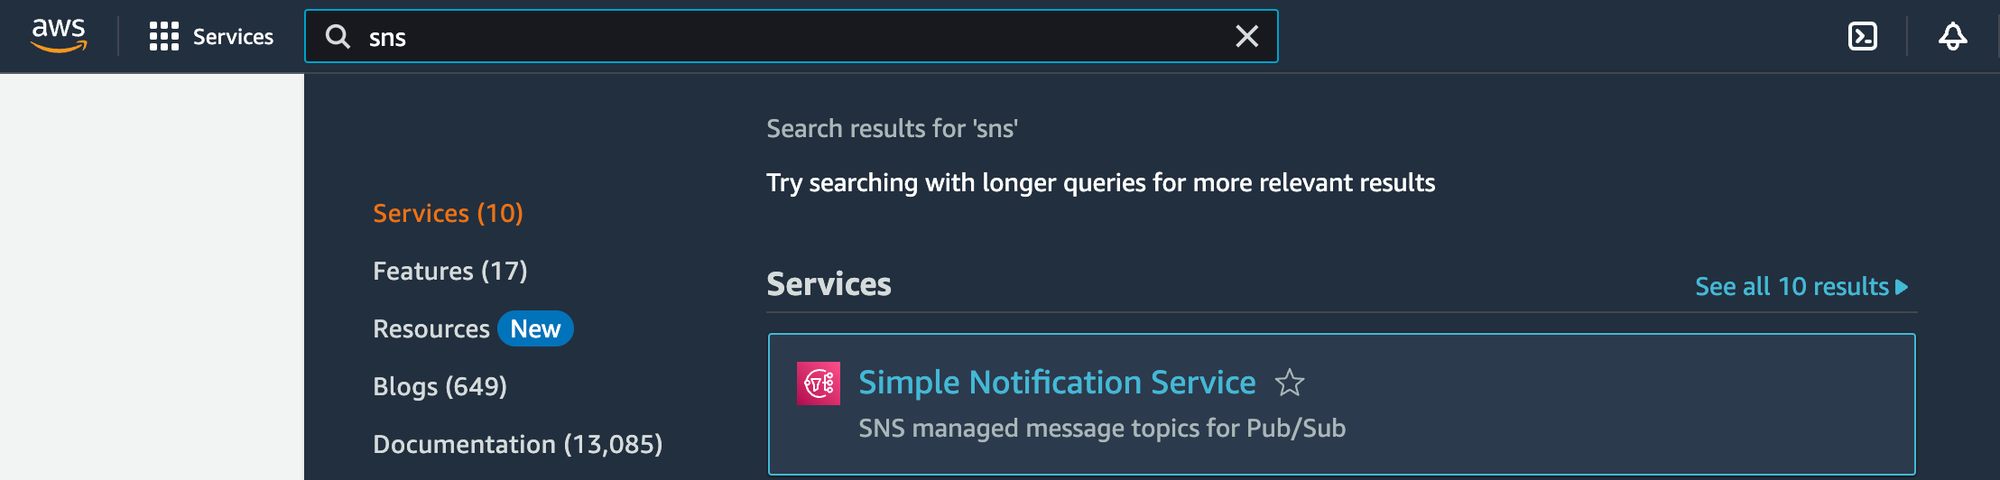 aws
Services
sns
Search results for 'sns'
Try searching with longer queries for more relevant results
Services (10)
Features (17)
Resources New
Blogs (649)
Documentation (13,085)
Services
See all 10 results
Simple Notification Service
SNS managed message topics for Pub/Sub